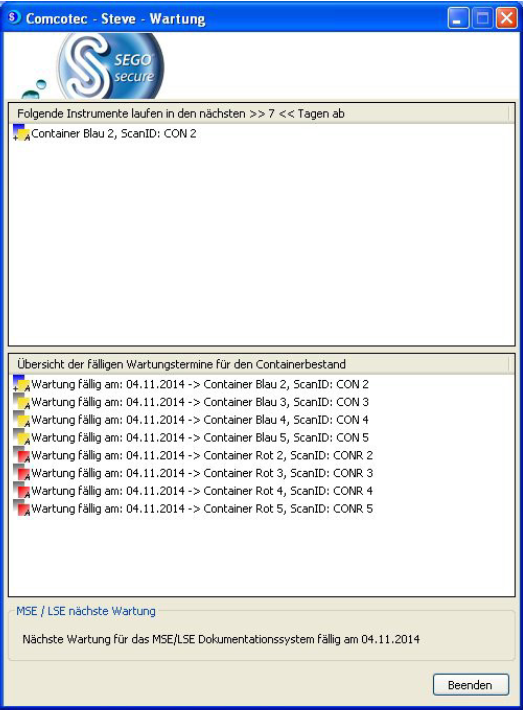 Comcotec - Steve - Wartung
SEGO
secure
Folgende Instrumente laufen in den nächsten >> 7 << Tagen ab
Container Blau 2, ScanID: CON 2
Übersicht der fälligen Wartungstermine für den Containerbestand
Wartung fällig am: 04.11.2014 -> Container Blau 2, ScanID: CON 2
Wartung fällig am: 04.11.2014 -> Container Blau 3, ScanID: CON 3
Wartung fällig am: 04.11.2014 -> Container Blau 4, ScanID: CON 4
Wartung fällig am: 04.11.2014 -> Container Blau 5, ScanID: CON 5
Wartung fällig am: 04.11.2014 -> Container Rot 2, ScanID: CONR 2
Wartung fällig am: 04.11.2014 -> Container Rot 3, ScanID: CONR 3
Wartung fällig am: 04.11.2014 -> Container Rot 4, ScanID: CONR 4
Wartung fällig am: 04.11.2014 -> Container Rot 5, ScanID: CONR 5
MSE / LSE nächste Wartung
Nächste Wartung für das MSE/LSE Dokumentationssystem fällig am 04.11.2014
Beenden